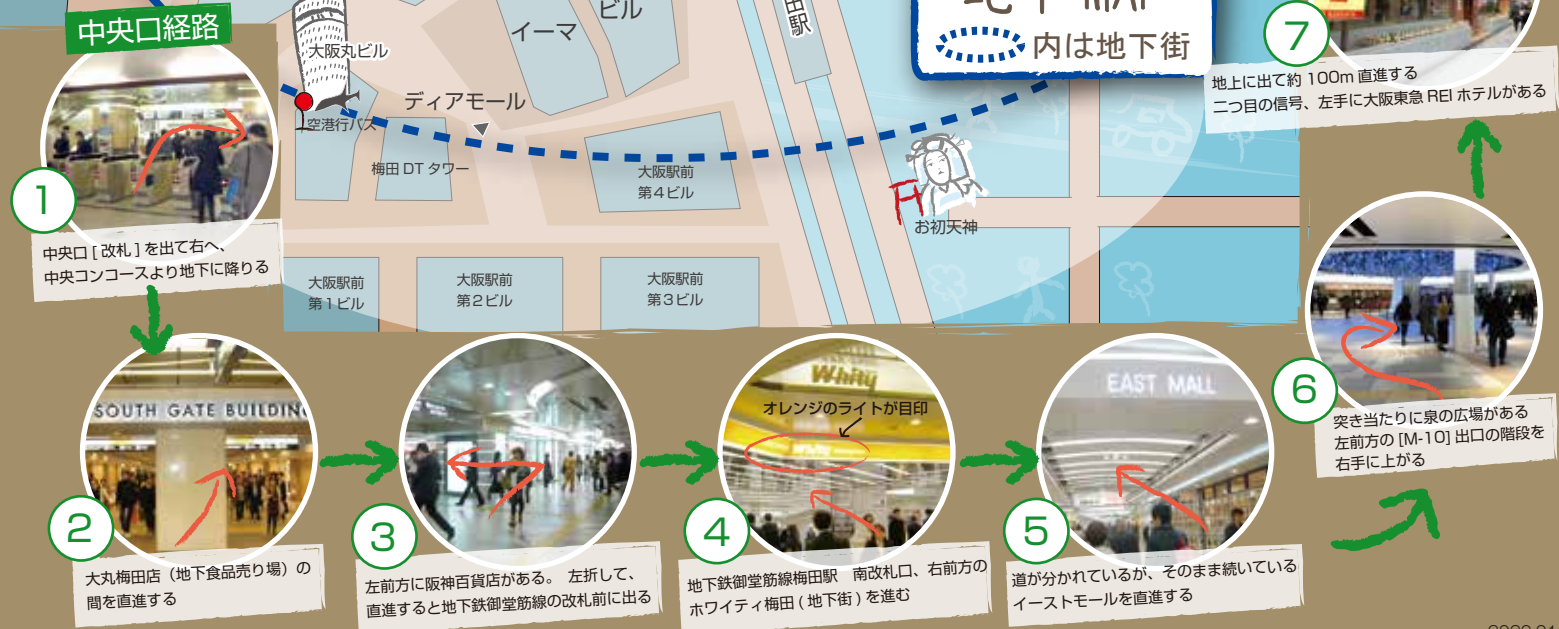 中央口経路
大阪丸ビル
空港行バス
イーマ
ビル
ディアモール
梅田 DT タワー
大阪駅前
第4ビル
田駅
お初天神
大阪駅前
第1ビル
大阪駅前
第2ビル
大阪駅前
第3ビル
内は地下街
1
中央口 [ 改札 ] を出て右へ、
中央コンコースより地下に降りる
SOUTH GATE BUILDIN
2
大丸梅田店（地下食品売り場）の
間を直進する
3
左前方に阪神百貨店がある。 左折して、
直進すると地下鉄御堂筋線の改札前に出る
Whity
オレンジのライトが目印
4
地下鉄御堂筋線梅田駅　南改札口、右前方の
ホワイティ梅田 ( 地下街 ) を進む
EAST MALL
5
道が分かれているが、そのまま続いている
イーストモールを直進する
6
突き当たりに泉の広場がある
左前方の [M-10] 出口の階段を
右手に上がる
7
地上に出て約 100m 直進する
二つ目の信号、左手に大阪東急 REI ホテルがある